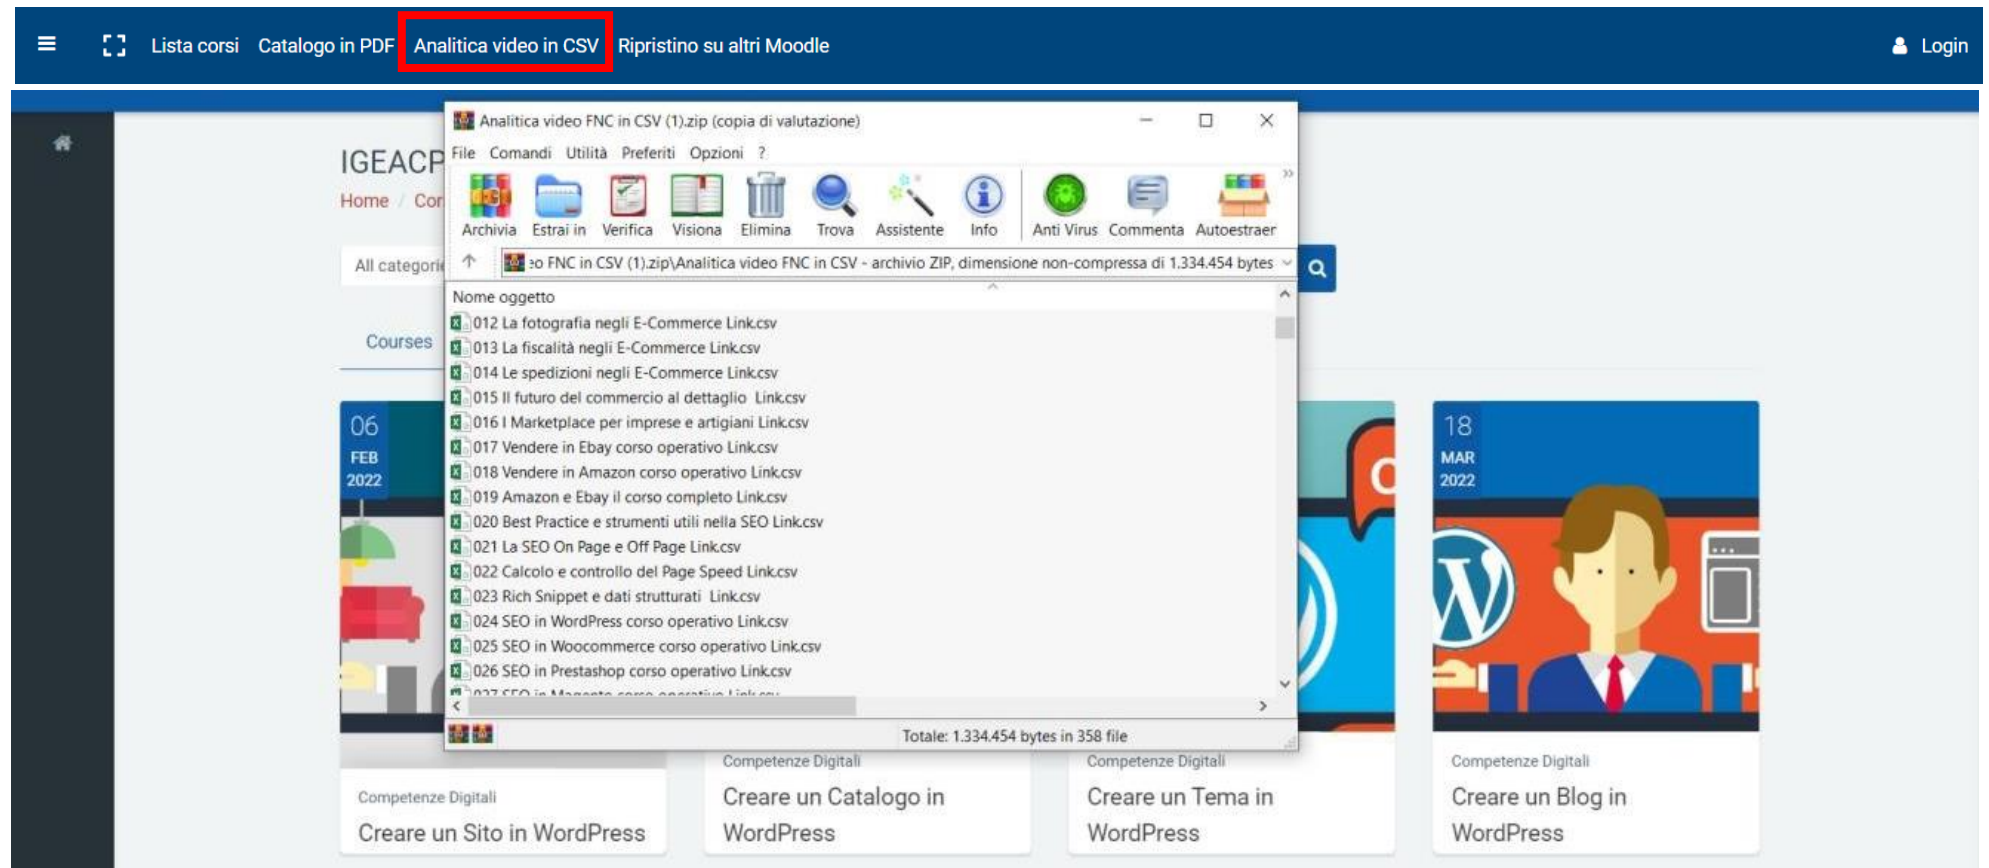 Lista corsi Catalogo in PDF Analitica video in CSV Ripristino su altri Moodle Login
Analitica video FNC in CSV (1).zip (copia di valutazione)
IGEACP
File Comandi Utilità Preferiti Opzioni ?
Home / Cor
Archivia Estrai in Verifica Visiona Elimina Trova Assistente Info Anti Virus Commenta Autoestraer
All categorie
eo FNC in CSV (1).zip\Analitica video FNC in CSV - archivio ZIP, dimensione non-compressa di 1.334.454 bytes
Nome oggetto
012 La fotografia negli E-Commerce Link.csv
Courses
013 La fiscalità negli E-Commerce Link.csv
014 Le spedizioni negli E-Commerce Link.csv
015 Il futuro del commercio al dettaglio  Link.csv
016 I Marketplace per imprese e artigiani Link.csv
017 Vendere in Ebay corso operativo Link.csv
018 Vendere in Amazon corso operativo Link.csv
019 Amazon e Ebay il corso completo Link.csv
020 Best Practice e strumenti utili nella SEO Link.csv
021 La SEO On Page e Off Page Link.csv
022 Calcolo e controllo del Page Speed Link.csv
023 Rich Snippet e dati strutturati  Link.csv
024 SEO in WordPress corso operativo Link.csv
025 SEO in Woocommerce corso operativo Link.csv
026 SEO in Prestashop corso operativo Link.csv
027 SEO in Magento corso operativo Link.csv
Totale: 1.334.454 bytes in 358 file
06
FEB
2022
18
MAR
2022
Competenze Digitali
Creare un Sito in WordPress
Competenze Digitali
Creare un Catalogo in
WordPress
Competenze Digitali
Creare un Tema in
WordPress
Competenze Digitali
Creare un Blog in
WordPress